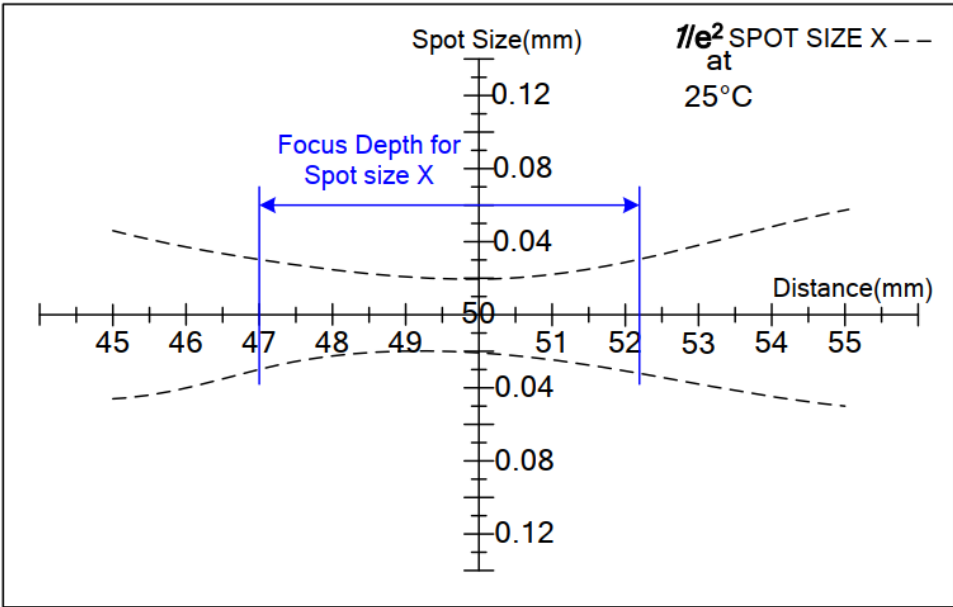 Spot Size(mm)
1/e² SPOT SIZE X – –
at
25°C
0.12
Focus Depth for
Spot size X
0.08
0.04
Distance(mm)
50
45 46 47 48 49 51 52 53 54 55
0.04
0.08
0.12